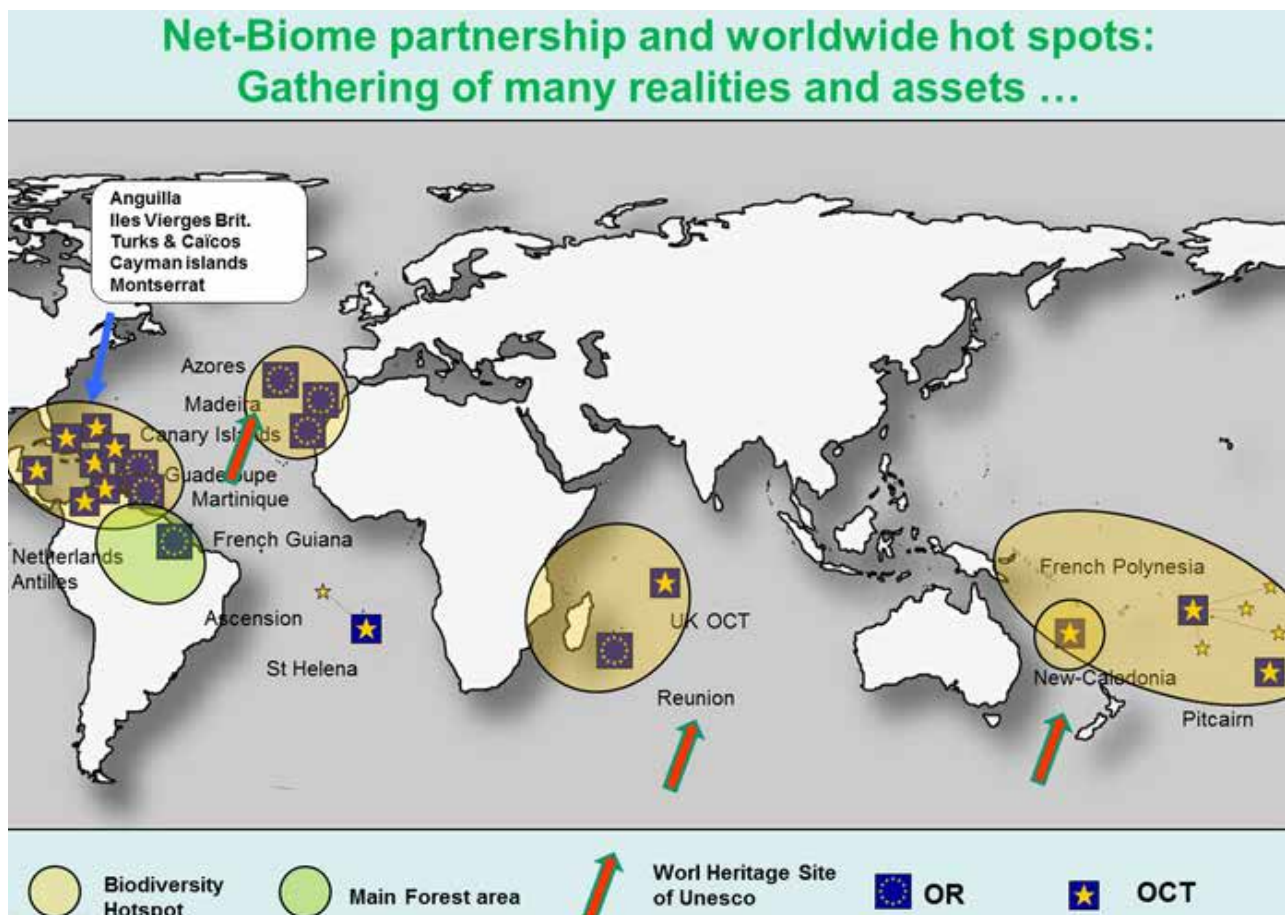 Net-Biome partnership and worldwide hot spots:
Gathering of many realities and assets ...
Anguilla
Iles Vierges Brit.
Turks & Caïcos
Cayman islands
Montserrat
Azores
Madeira
Canary Islands
Guadeloupe
Martinique
French Guiana
Netherlands
Antilles
Ascension
St Helena
UK OCT
Reunion
French Polynesia
New-Caledonia
Pitcairn
Biodiversity
Hotspot
Main Forest area
Worl Heritage Site
of Unesco
OR
OCT